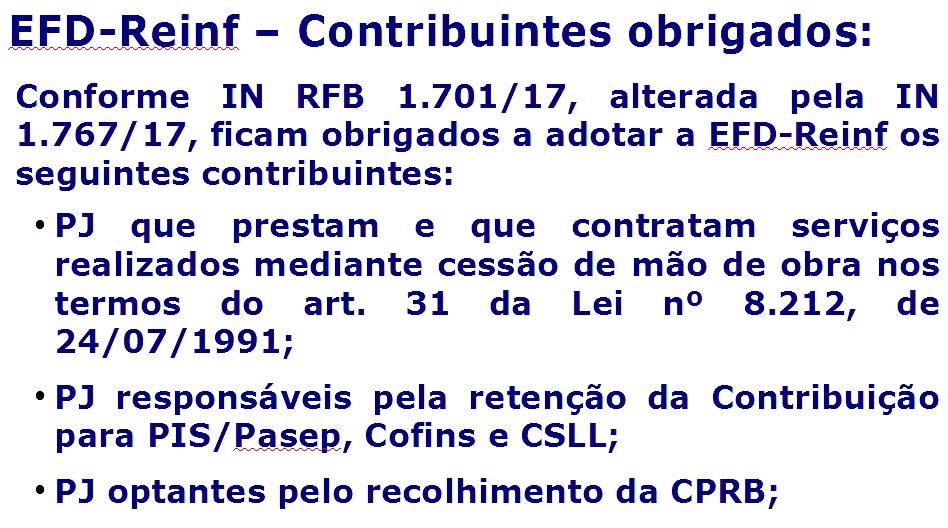 EFD-Reinf – Contribuintes obrigados:
Conforme IN RFB 1.701/17, alterada pela IN
1.767/17, ficam obrigados a adotar a EFD-Reinf os
seguintes contribuintes:
• PJ que prestam e que contratam serviços
realizados mediante cessão de mão de obra nos
termos do art. 31 da Lei nº 8.212, de
24/07/1991;
• PJ responsáveis pela retenção da Contribuição
para PIS/Pasep, Cofins e CSLL;
• PJ optantes pelo recolhimento da CPRB;